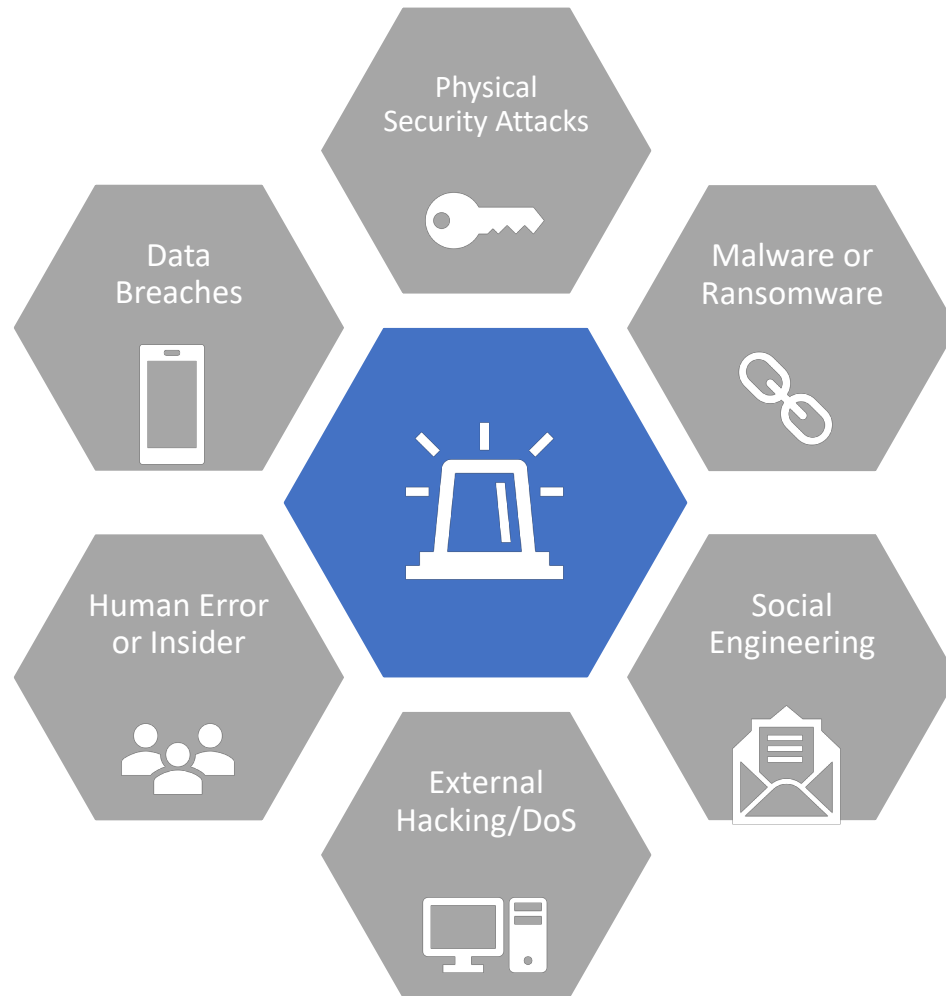 Physical
Security Attacks
Data
Breaches
Malware or
Ransomware
Human Error
or Insider
Social
Engineering
External
Hacking/DoS